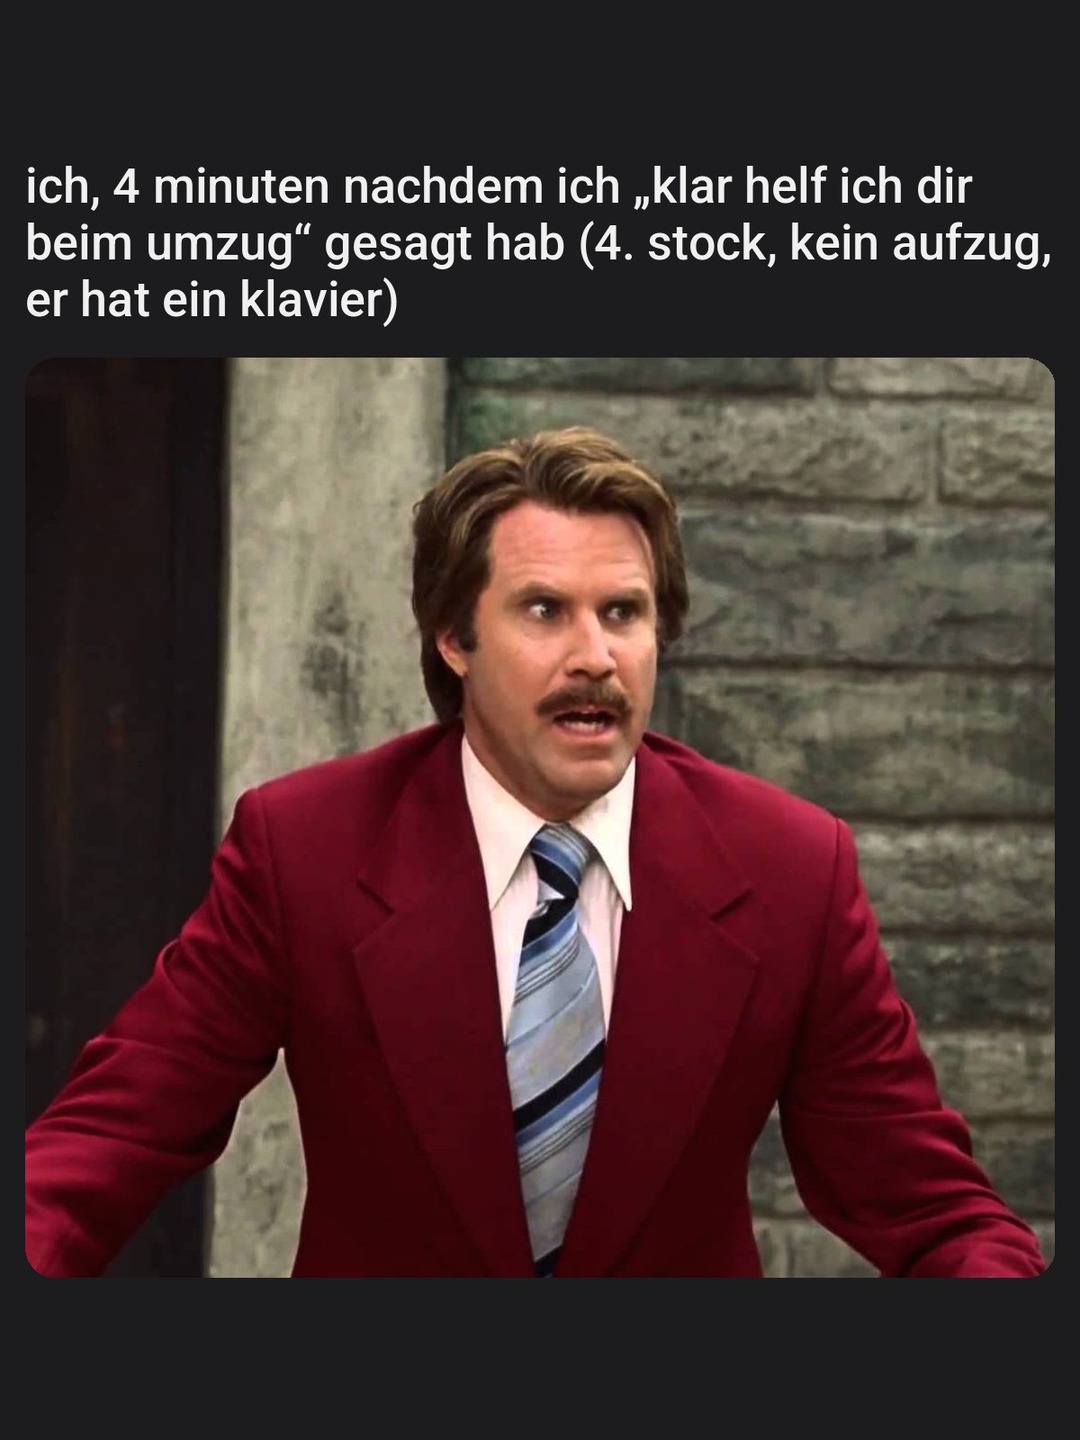 ich, 4 minuten nachdem ich „klar helf ich dir
beim umzug“ gesagt hab (4. stock, kein aufzug,
er hat ein klavier)